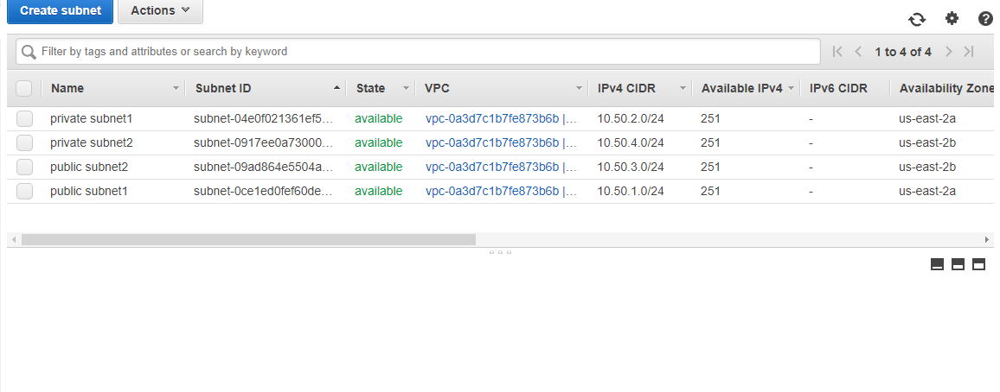 Create subnet Actions
Filter by tags and attributes or search by keyword 1 to 4 of 4
Name Subnet ID State VPC IPv4 CIDR Available IPv4 IPv6 CIDR Availability Zone
private subnet1 subnet-04e0f021361ef5... available vpc-0a3d7c1b7fe873b6b |... 10.50.2.0/24 251 - us-east-2a
private subnet2 subnet-0917ee0a73000... available vpc-0a3d7c1b7fe873b6b |... 10.50.4.0/24 251 - us-east-2b
public subnet2 subnet-09ad864e5504a... available vpc-0a3d7c1b7fe873b6b |... 10.50.3.0/24 251 - us-east-2b
public subnet1 subnet-0ce1ed0fef60de... available vpc-0a3d7c1b7fe873b6b |... 10.50.1.0/24 251 - us-east-2a